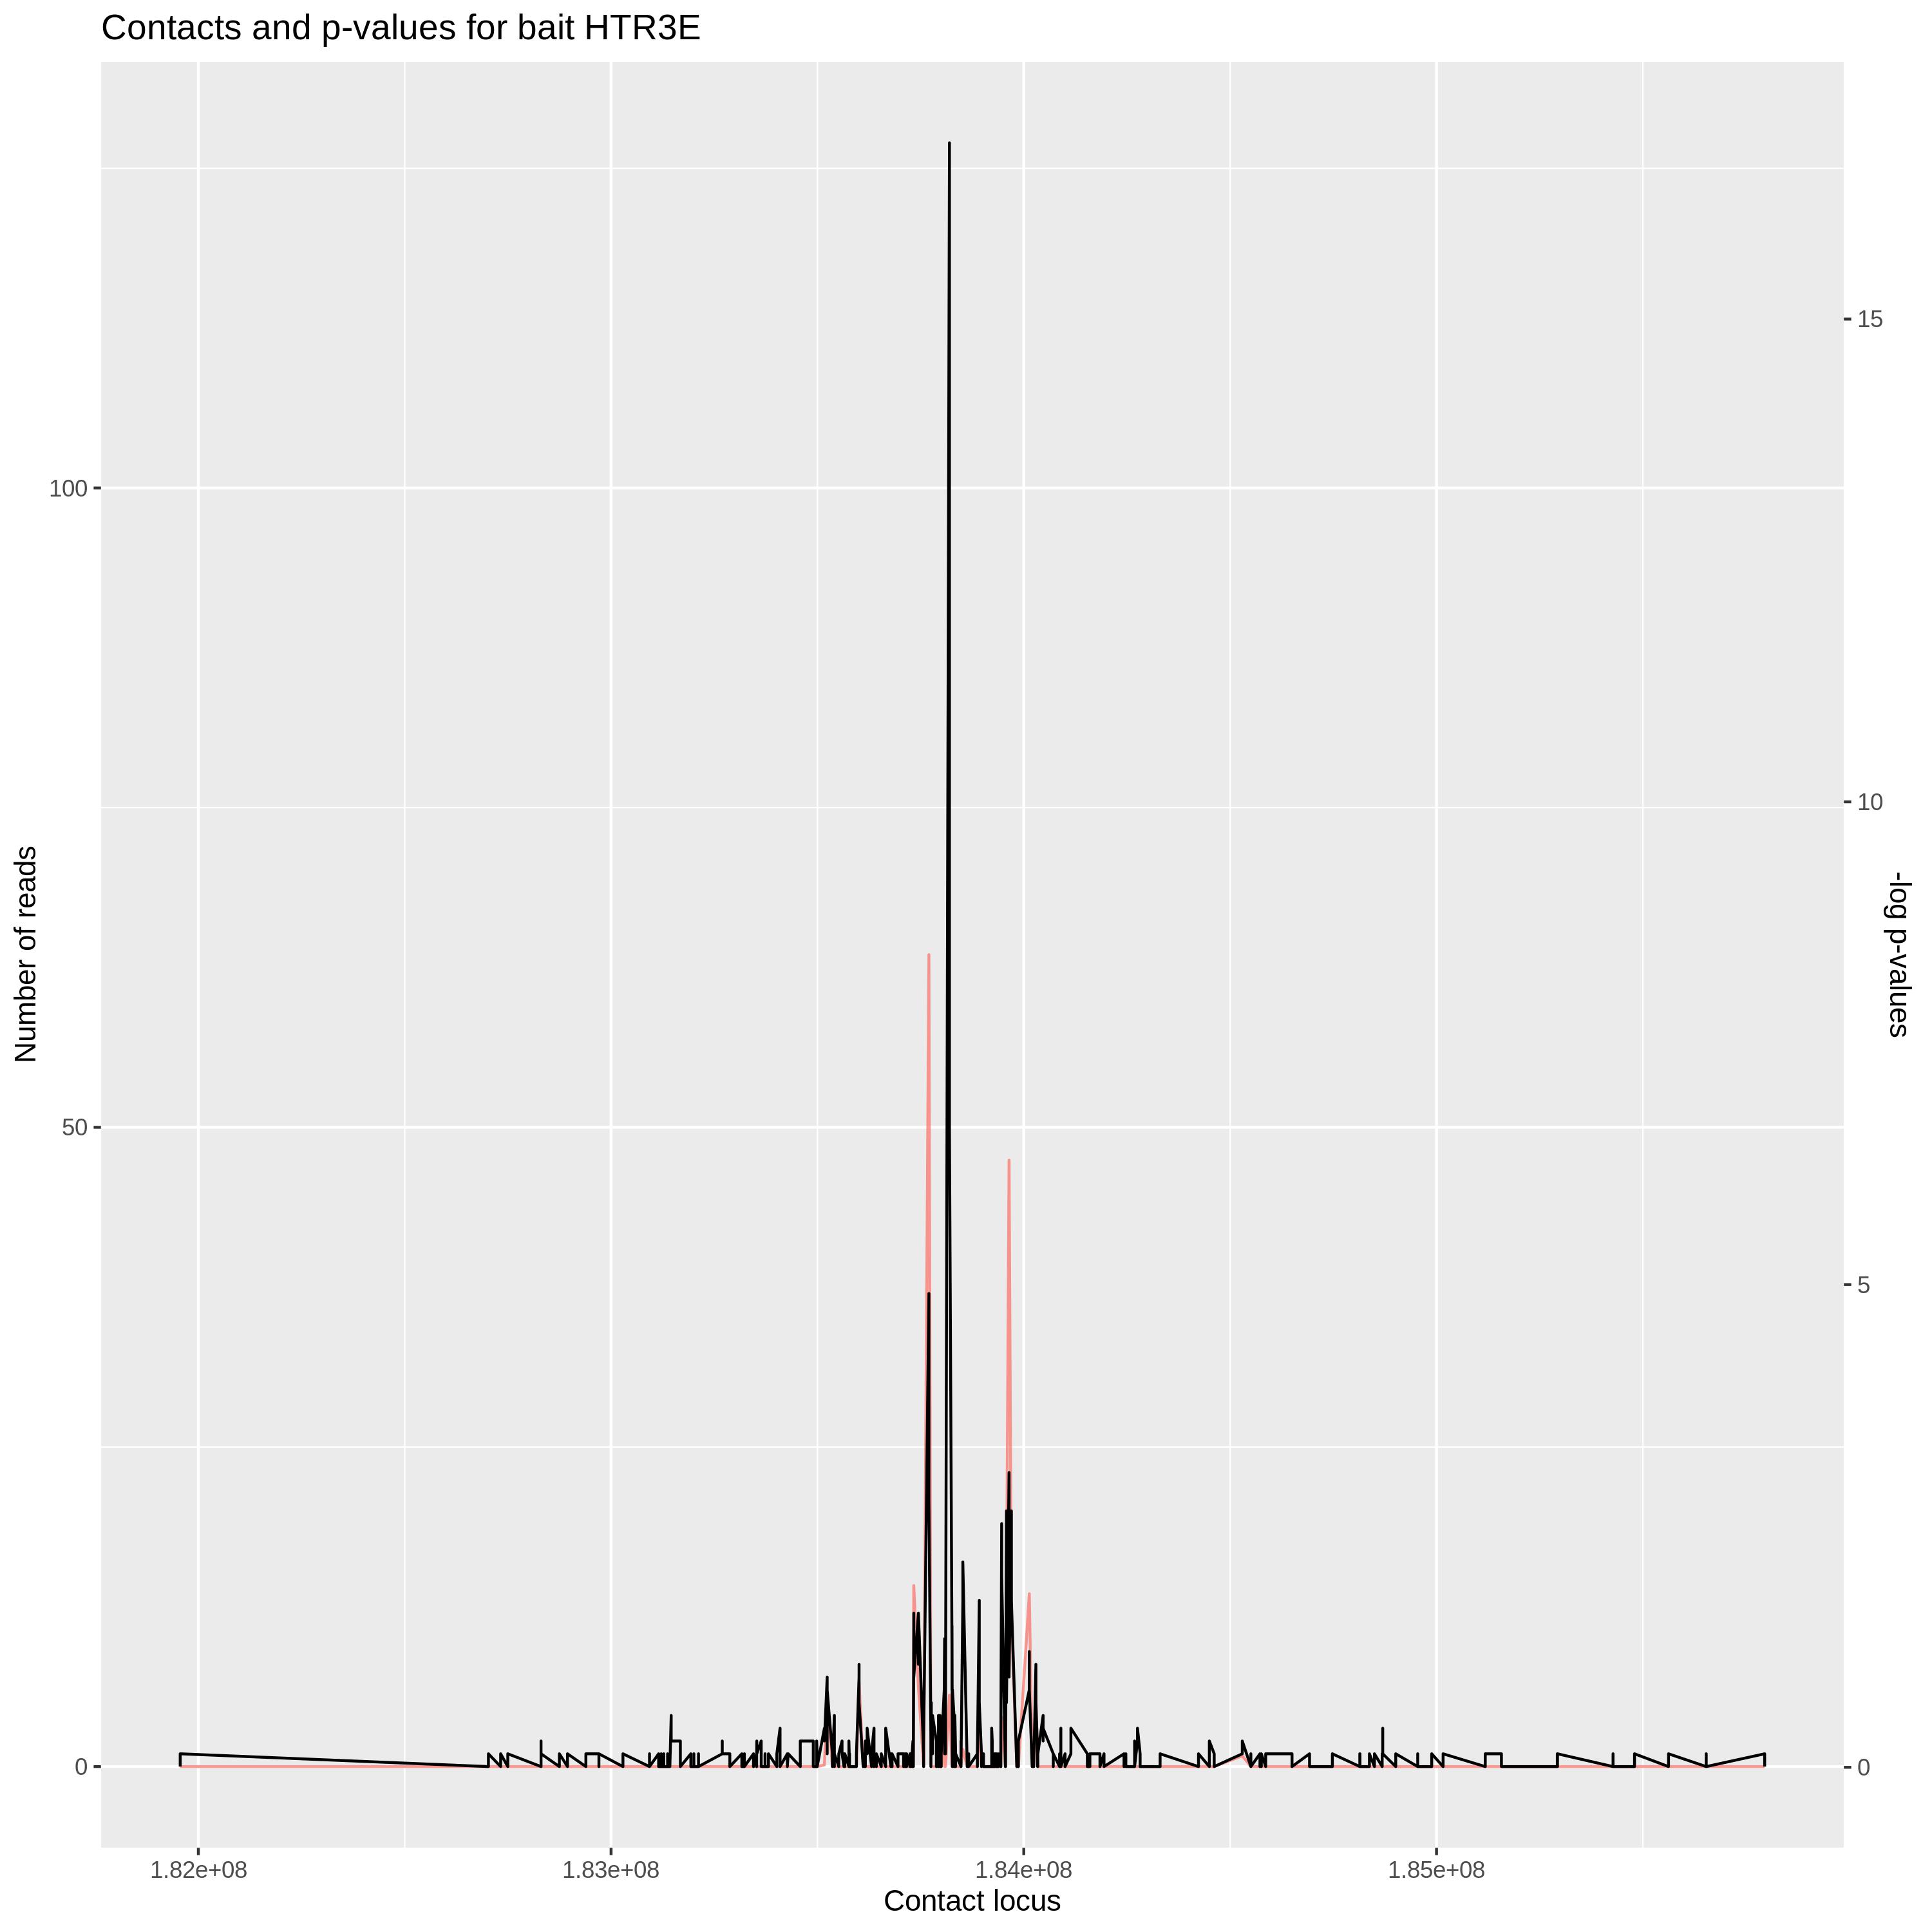 Contacts and p-values for bait HTR3E
100
50
0
Number of reads
15
10
5
0
-log p-values
1.82e+08
1.83e+08
1.84e+08
1.85e+08
Contact locus